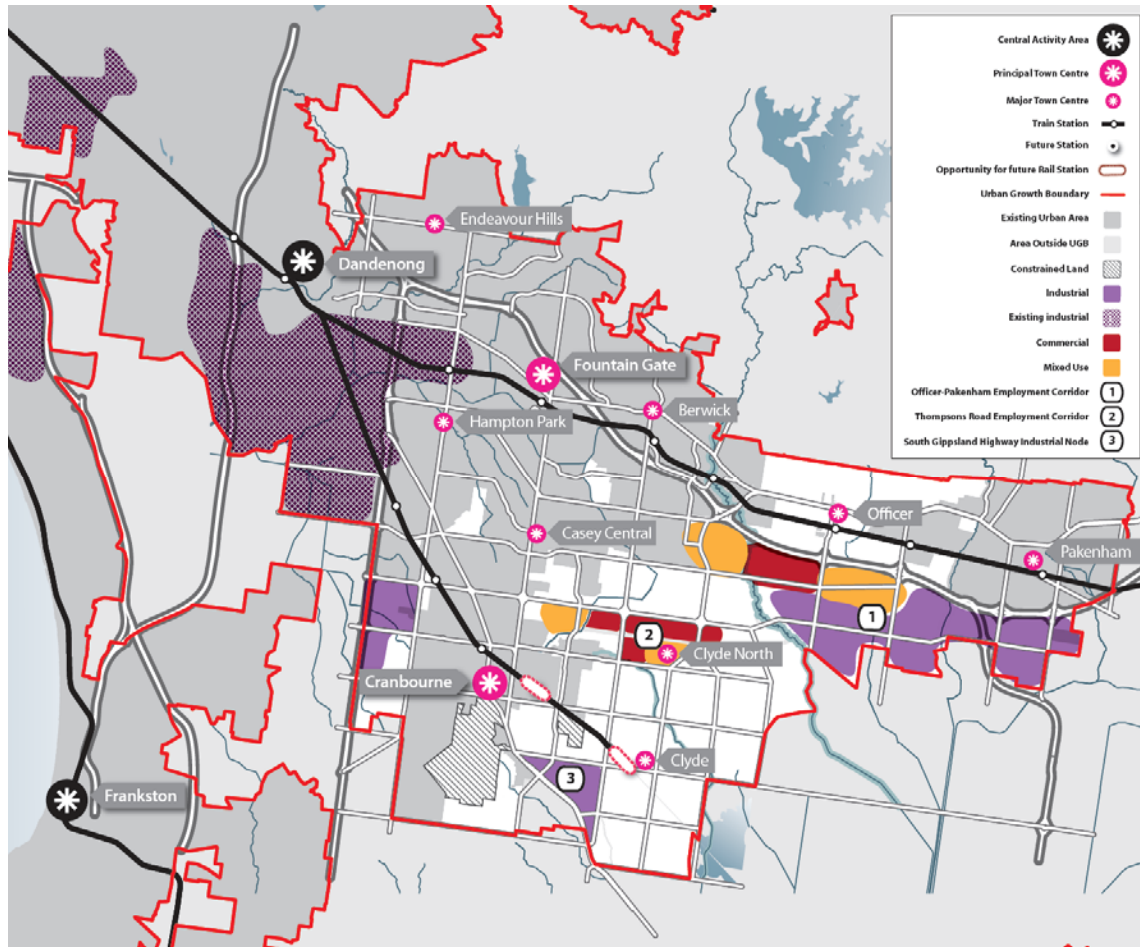 Central Activity Area
Principal Town Centre
Major Town Centre
Train Station
Future Station
Opportunity for future Rail Station
Urban Growth Boundary
Existing Urban Area
Area Outside UGB
Constrained Land
Industrial
Existing industrial
Commercial
Mixed Use
Officer-Pakenham Employment Corridor 1
Thompsons Road Employment Corridor 2
South Gippsland Highway Industrial Node 3
Endeavour Hills
Dandenong
Fountain Gate
Berwick
Hampton Park
Officer
Casey Central
Pakenham
1
2
Clyde North
Cranbourne
Clyde
3
Frankston